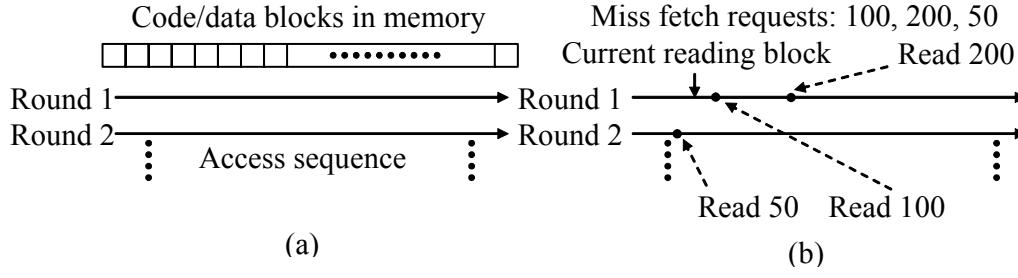 Code/data blocks in memory
Round 1
Round 2
Access sequence
(a)
Miss fetch requests: 100, 200, 50
Current reading block
Read 200
Round 1
Round 2
Read 50
Read 100
(b)